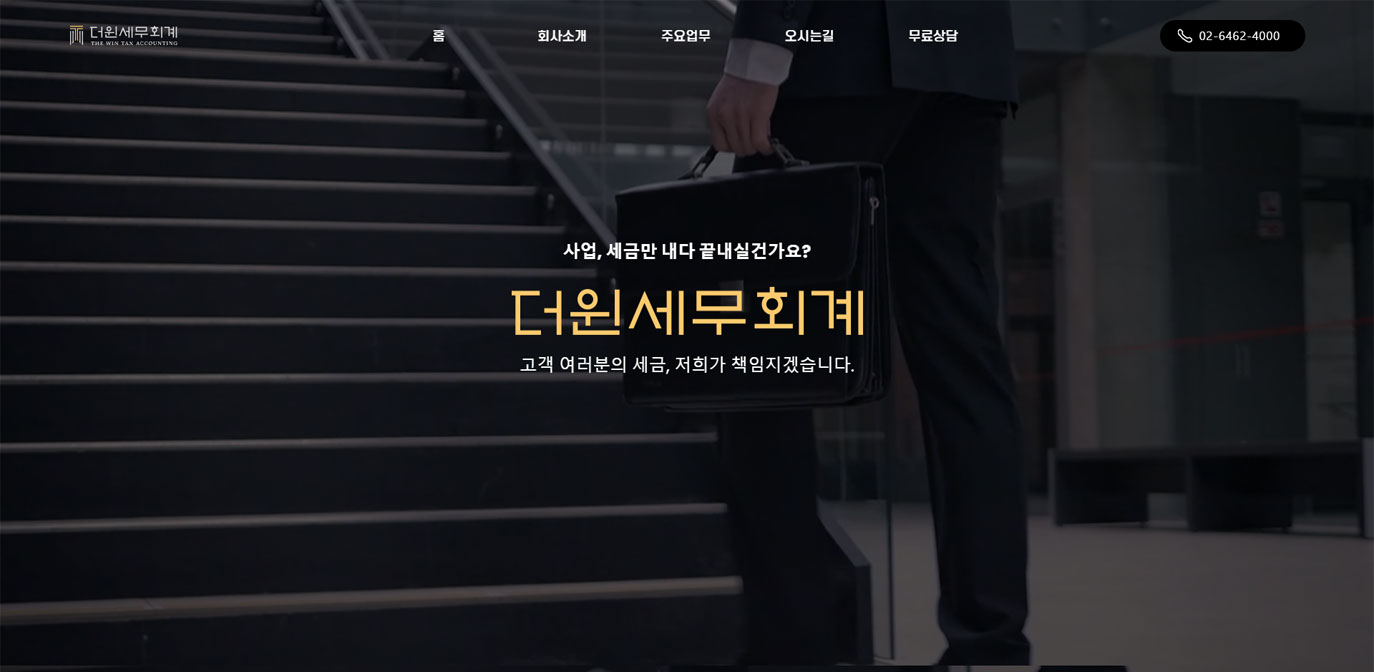 더윈세무회계
THE WIN TAX ACCOUNTING
홈
회사소개
주요업무
오시는길
무료상담
02-6462-4000
사업, 세금만 내다 끝내실건가요?
더윈세무회계
고객 여러분의 세금, 저희가 책임지겠습니다.